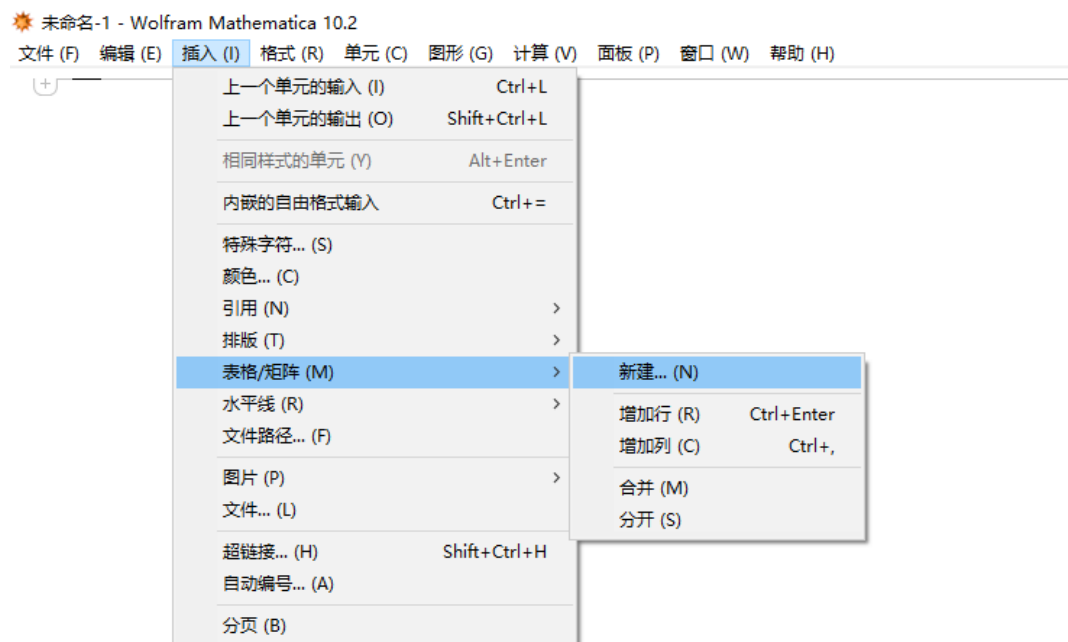 未命名-1 - Wolfram Mathematica 10.2
文件 (F) 编辑 (E) 插入 (I) 格式 (R) 单元 (C) 图形 (G) 计算 (V) 面板 (P) 窗口 (W) 帮助 (H)
上一个单元的输入 (I) Ctrl+L
上一个单元的输出 (O) Shift+Ctrl+L
相同样式的单元 (Y) Alt+Enter
内嵌的自由格式输入 Ctrl+=
特殊字符... (S)
颜色... (C)
引用 (N)
排版 (T)
表格/矩阵 (M)
水平线 (R)
文件路径... (F)
图片 (P)
文件... (L)
超链接... (H) Shift+Ctrl+H
自动编号... (A)
分页 (B)
新建... (N)
增加行 (R) Ctrl+Enter
增加列 (C) Ctrl+,
合并 (M)
分开 (S)